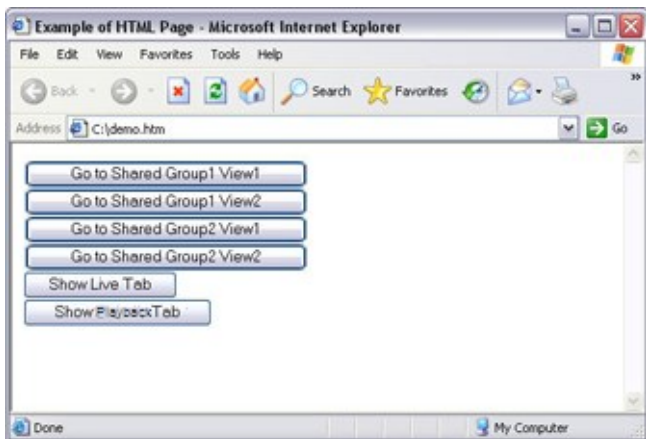 Example of HTML Page - Microsoft Internet Explorer
File Edit View Favorites Tools Help
Back Search Favorites
Address C:\demo.htm Go
Go to Shared Group1 View1
Go to Shared Group1 View2
Go to Shared Group2 View1
Go to Shared Group2 View2
Show Live Tab
Show Playback Tab
Done My Computer